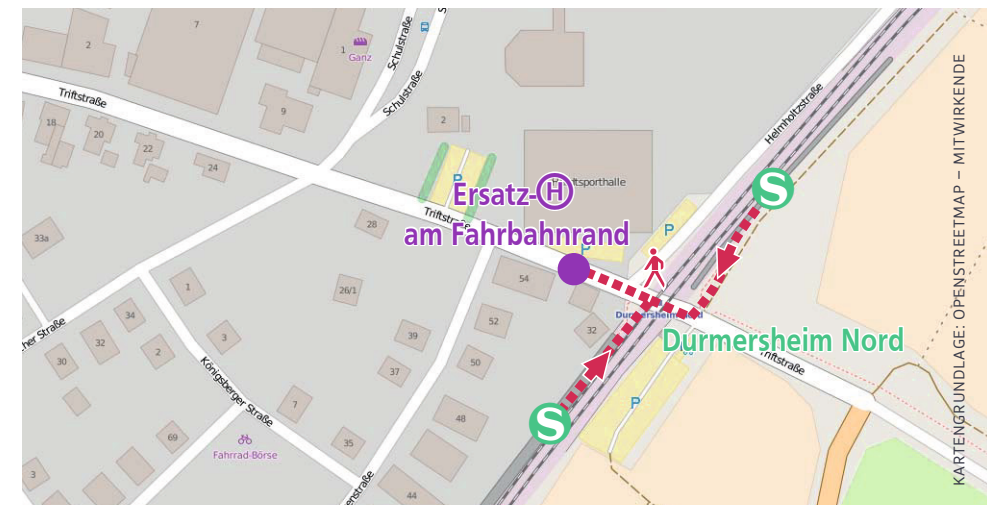 7
2
1
Ganz
Schulstraße
Schulstraße
Helmholtzstraße
Triftstraße
18
20
22
24
9
2
P
Ersatz-H
am Fahrbahnrand
Triftstraße
P
P
S
33a
28
1
26/1
54
52
32
Durmersheim Nord
Triftstraße
34
32
30
2
3
39
37
50
Königsberger Straße
7
48
S
P
69
Fahrrad-Börse
35
3
44
KARTENGRUNDLAGE: OPENSTREETMAP – MITWIRKENDE